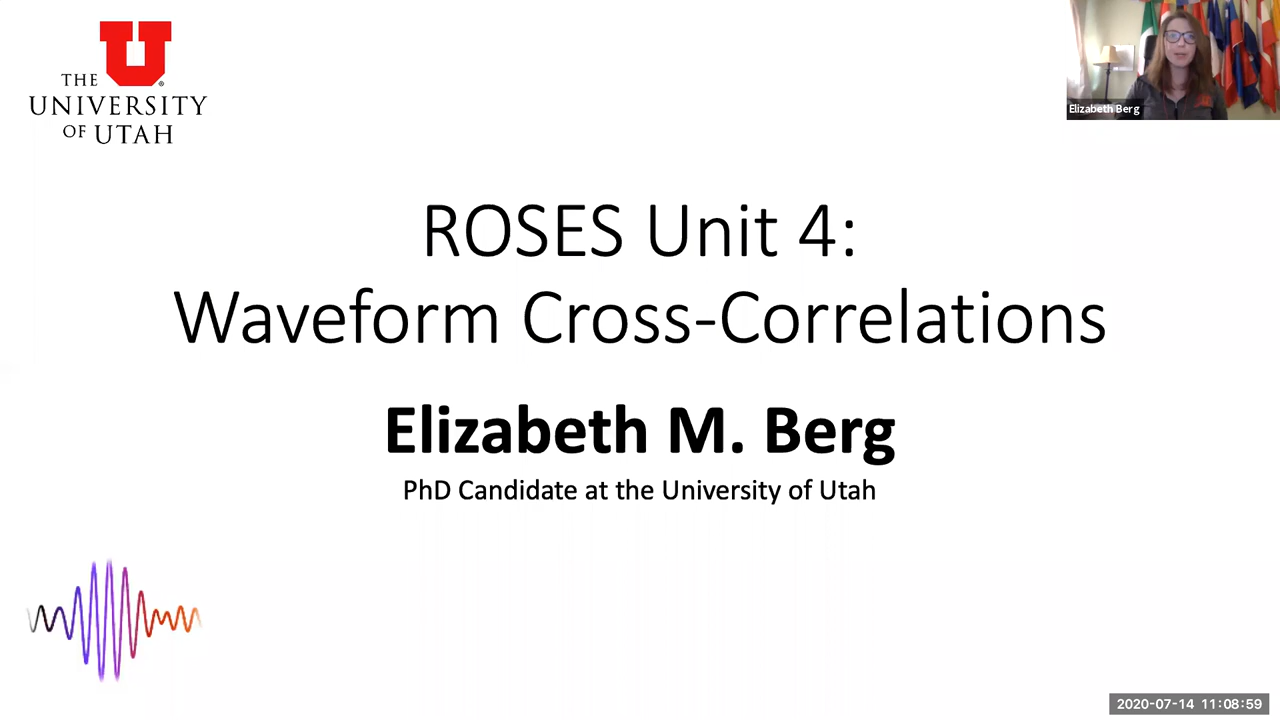 THE
UNIVERSITY
OF UTAH
Elizabeth Berg
ROSES Unit 4:
Waveform Cross-Correlations
Elizabeth M. Berg
PhD Candidate at the University of Utah
2020-07-14 11:08:59